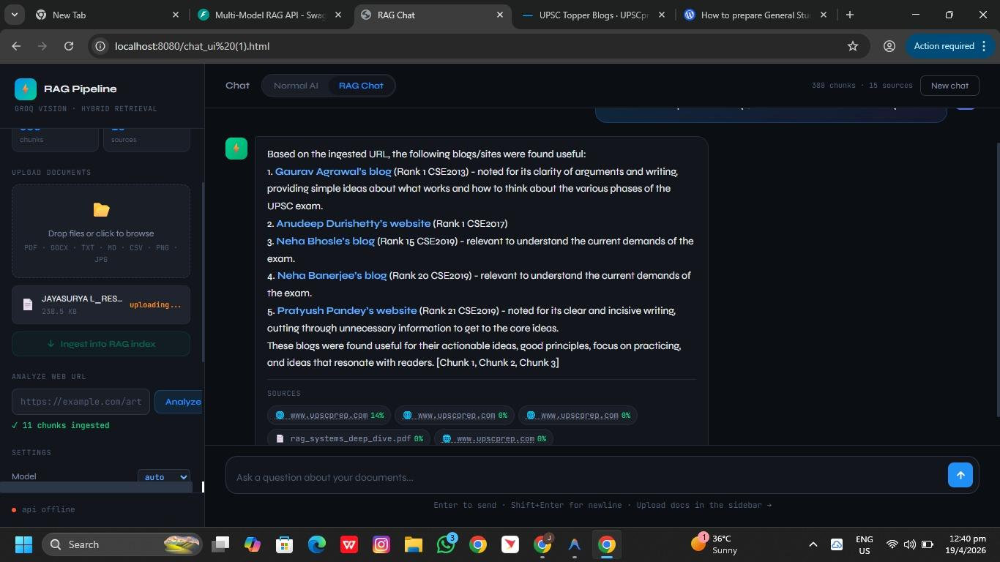 New Tab
Multi-Model RAG API - Swag
RAG Chat
UPSC Topper Blogs · UPSCpr
How to prepare General Stu
localhost:8080/chat_ui%20(1).html
Action required
RAG Pipeline
GROQ VISION · HYBRID RETRIEVAL
chunks
sources
UPLOAD DOCUMENTS
Drop files or click to browse
PDF · DOCX · TXT · MD · CSV · PNG ·
JPG
JAYASURYA L_RES...
238.5 KB
uploading...
↓ Ingest into RAG index
ANALYZE WEB URL
https://example.com/art
Analyze
✓ 11 chunks ingested
SETTINGS
Model
auto
api offline
Chat
Normal AI
RAG Chat
388 chunks · 15 sources
New chat
Based on the ingested URL, the following blogs/sites were found useful:
1. Gaurav Agrawal's blog (Rank 1 CSE2013) - noted for its clarity of arguments and writing,
providing simple ideas about what works and how to think about the various phases of the
UPSC exam.
2. Anudeep Durishetty's website (Rank 1 CSE2017)
3. Neha Bhosle's blog (Rank 15 CSE2019) - relevant to understand the current demands of the
exam.
4. Neha Banerjee's blog (Rank 20 CSE2019) - relevant to understand the current demands of
the exam.
5. Pratyush Pandey's website (Rank 21 CSE2019) - noted for its clear and incisive writing,
cutting through unnecessary information to get to the core ideas.
These blogs were found useful for their actionable ideas, good principles, focus on practicing,
and ideas that resonate with readers. [Chunk 1, Chunk 2, Chunk 3]
SOURCES
www.upscprep.com 14%
www.upscprep.com 0%
www.upscprep.com 0%
rag_systems_deep_dive.pdf 0%
www.upscprep.com 0%
Ask a question about your documents...
Enter to send · Shift+Enter for newline · Upload docs in the sidebar →
Search
3
J
1
36°C
Sunny
ENG
US
12:40 pm
19/4/2026